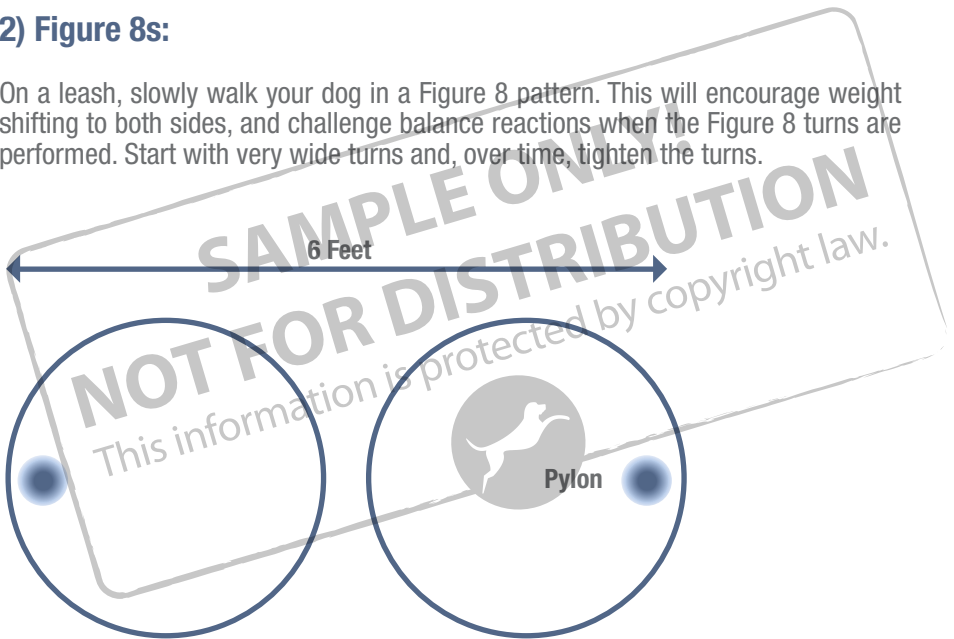 2) Figure 8s:
On a leash, slowly walk your dog in a Figure 8 pattern. This will encourage weight
shifting to both sides, and challenge balance reactions when the Figure 8 turns are
performed. Start with very wide turns and, over time, tighten the turns.
SAMPLE ONLY!
NOT FOR DISTRIBUTION
This information is protected by copyright law.
6 Feet
Pylon